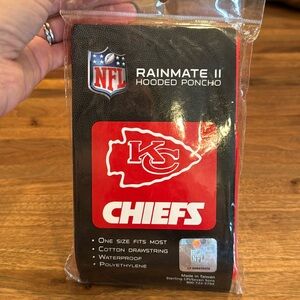 NFL
RAINMATE II
HOODED PONCHO
KC
CHIEFS
• ONE SIZE FITS MOST
• COTTON DRAWSTRING
• WATERPROOF
• POLYETHYLENE
NFL
Made in Taiwan